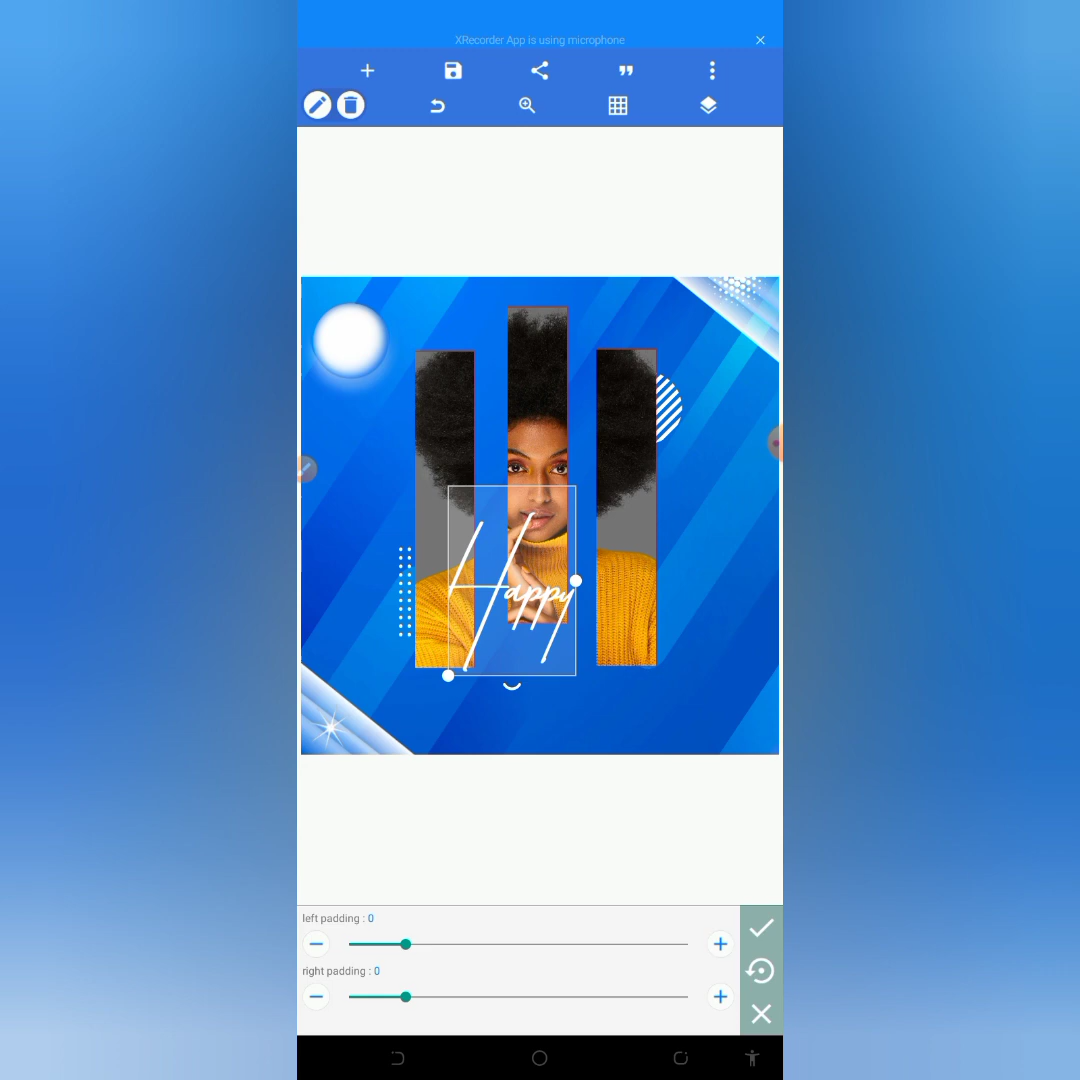 XRecorder App is using microphone
Happy
left padding : 0
right padding : 0